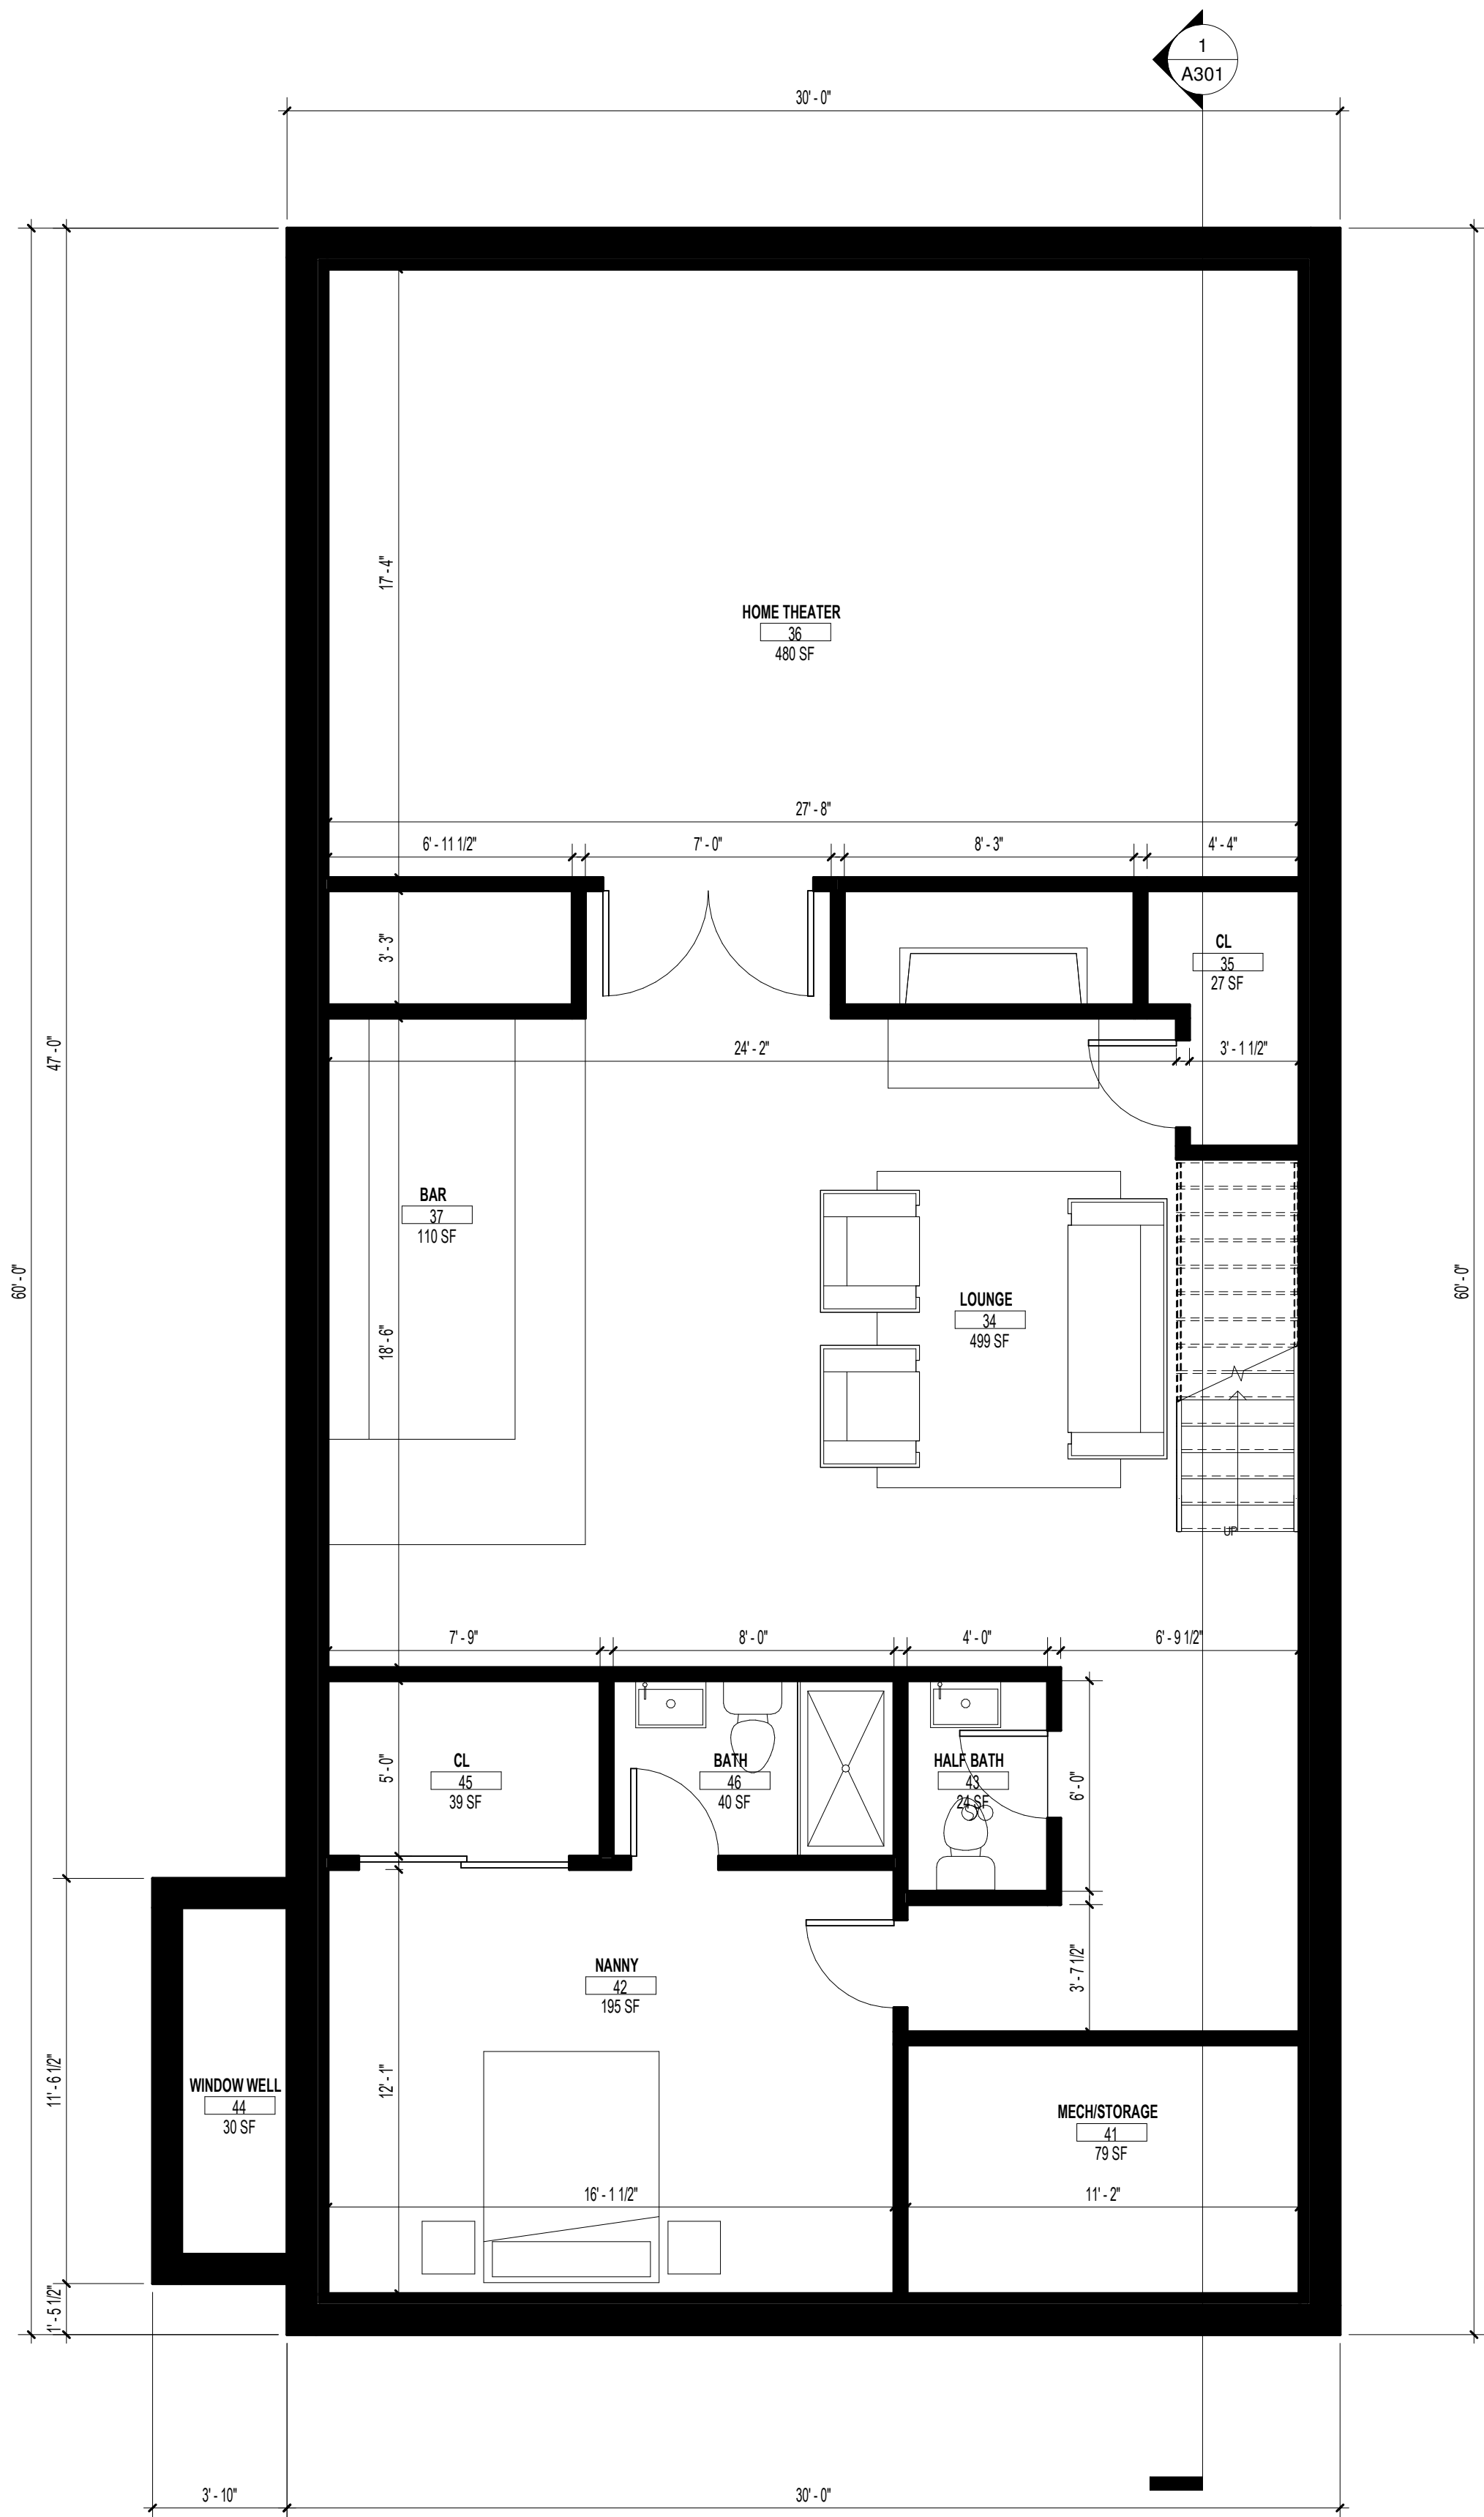 1
A301
30' - 0"
17' - 4"
HOME THEATER
36
480 SF
27' - 8"
6' - 11 1/2"
7' - 0"
8' - 3"
4' - 4"
3' - 3"
CL
35
27 SF
47' - 0"
24' - 2"
3' - 1 1/2"
BAR
37
110 SF
60' - 0"
60' - 0"
LOUNGE
34
499 SF
18' - 6"
UP
7' - 9"
8' - 0"
4' - 0"
6' - 9 1/2"
5' - 0"
CL
45
39 SF
BATH
46
40 SF
HALF BATH
43
24 SF
6' - 0"
NANNY
42
195 SF
3' - 7 1/2"
11' - 6 1/2"
WINDOW WELL
44
30 SF
12' - 1"
MECH/STORAGE
41
79 SF
16' - 1 1/2"
11' - 2"
1' - 5 1/2"
3' - 10"
30' - 0"